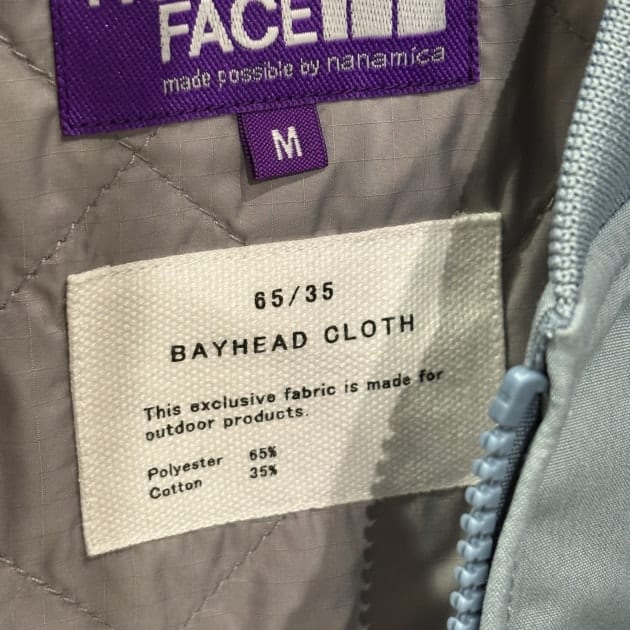 FACE
made possible by nanamica
M
65/35
BAYHEAD CLOTH
This exclusive fabric is made for
outdoor products.
Polyester 65%
Cotton 35%